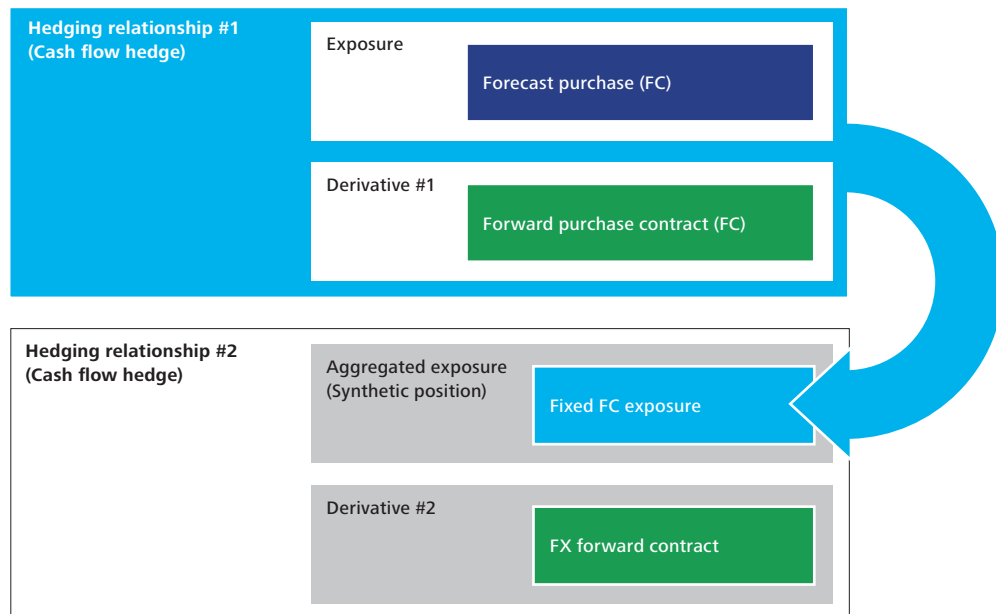 Hedging relationship #1
(Cash flow hedge)
Exposure
Forecast purchase (FC)
Derivative #1
Forward purchase contract (FC)
Hedging relationship #2
(Cash flow hedge)
Aggregated exposure
(Synthetic position)
Fixed FC exposure
Derivative #2
FX forward contract